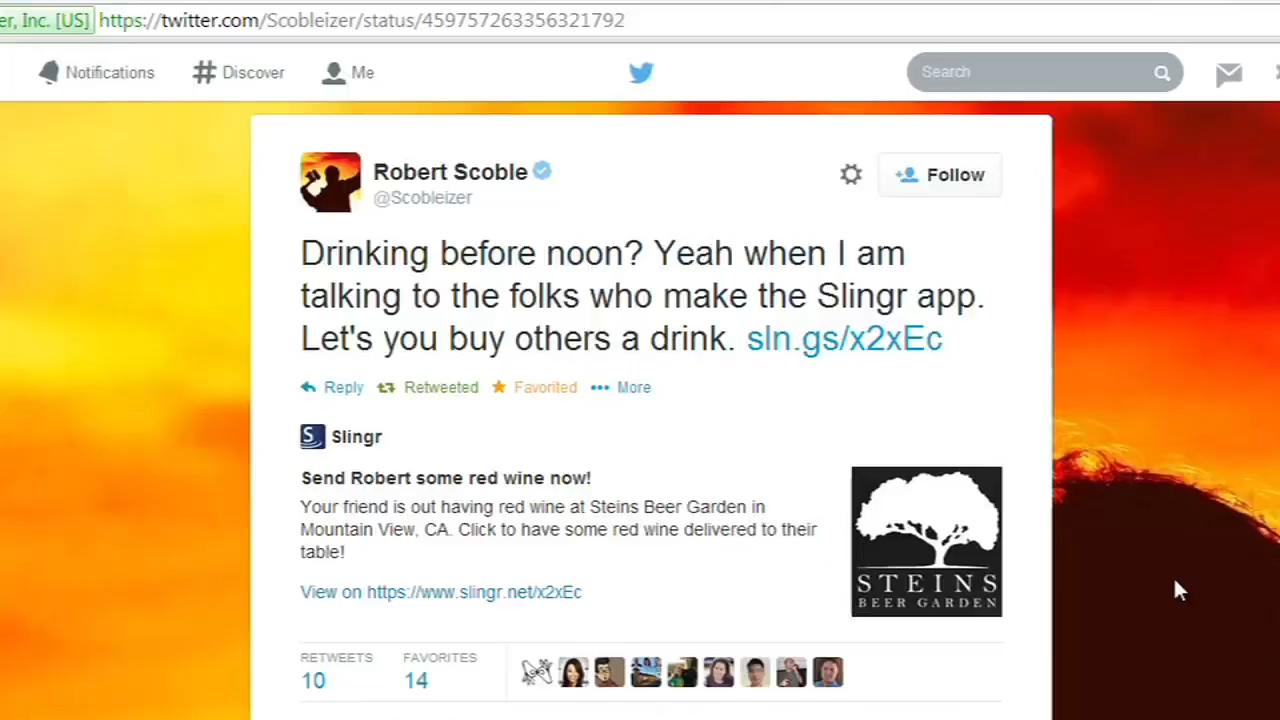 er, Inc. [US] https://twitter.com/Scobleizer/status/459757263356321792
Notifications Discover Me Search
Robert Scoble
@Scobleizer
Follow
Drinking before noon? Yeah when I am
talking to the folks who make the Slingr app.
Let's you buy others a drink. sln.gs/x2xEc
Reply Retweeted Favorited More
S Slingr
Send Robert some red wine now!
Your friend is out having red wine at Steins Beer Garden in
Mountain View, CA. Click to have some red wine delivered to their
table!
View on https://www.slingr.net/x2xEc
STEINS
BEER GARDEN
RETWEETS FAVORITES
10 14